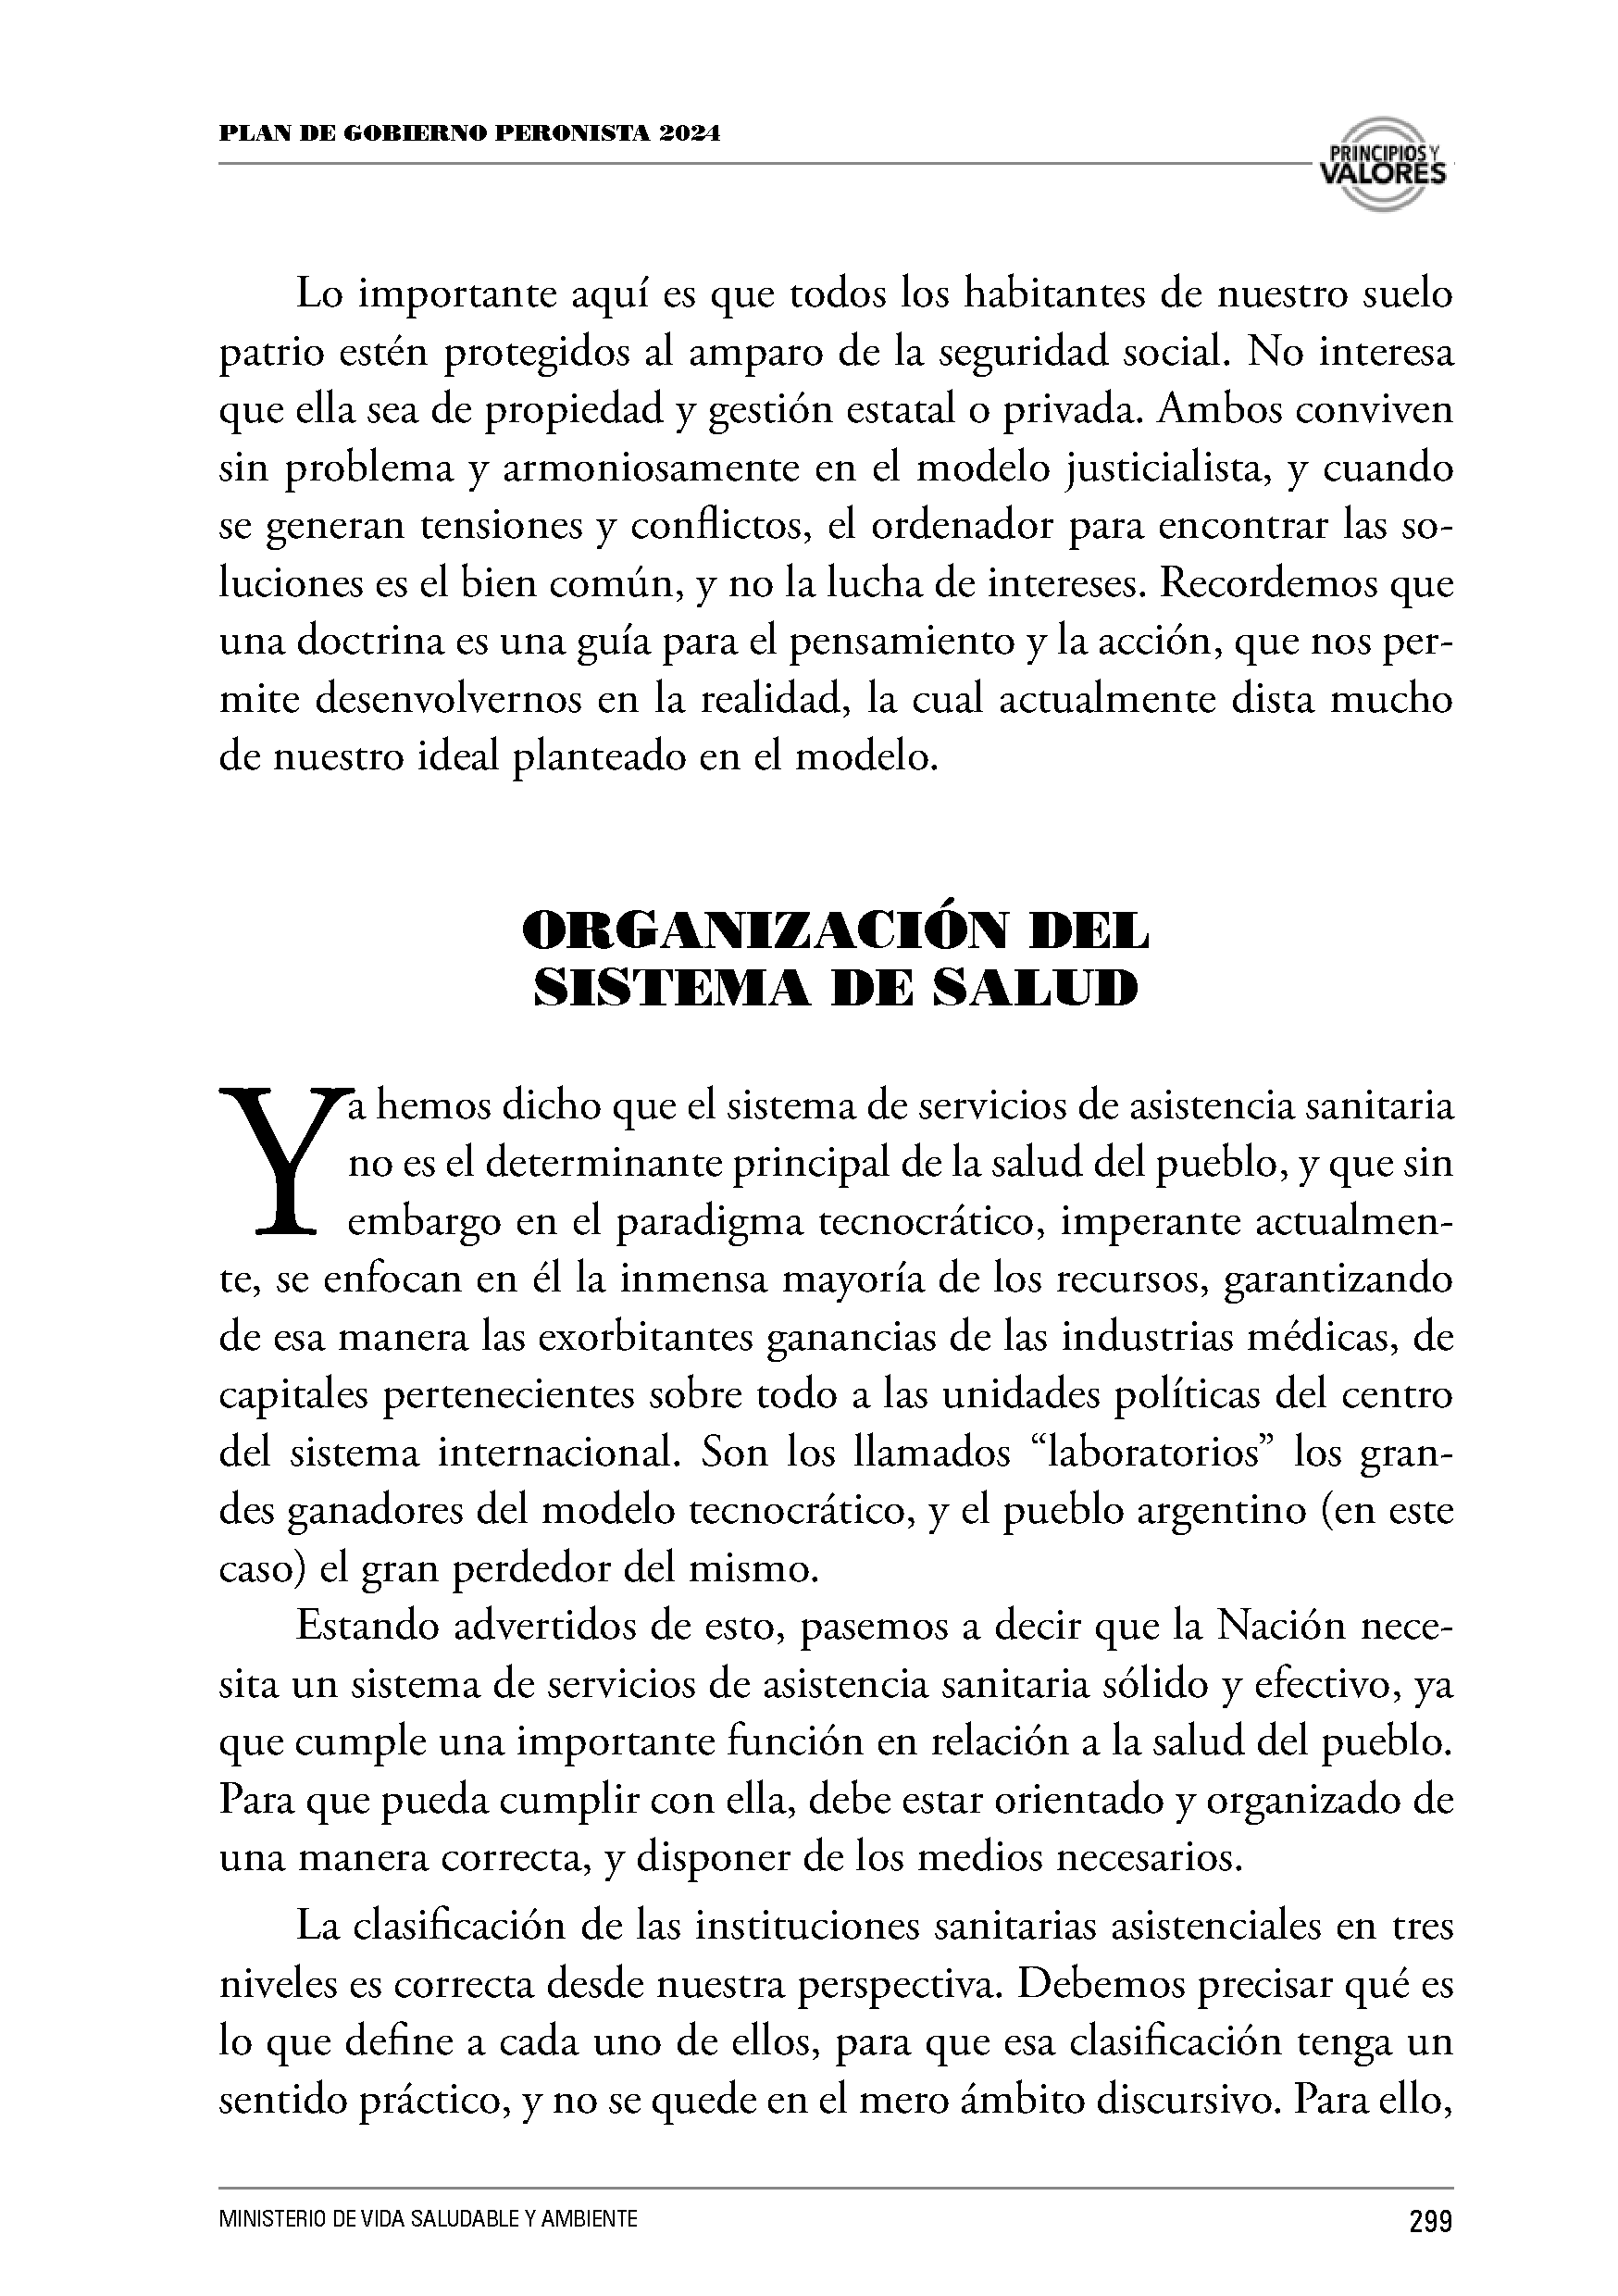 PLAN DE GOBIERNO PERONISTA 2024
PRINCIPIOS Y
VALORES
Lo importante aquí es que todos los habitantes de nuestro suelo
patrio estén protegidos al amparo de la seguridad social. No interesa
que ella sea de propiedad y gestión estatal o privada. Ambos conviven
sin problema y armoniosamente en el modelo justicialista, y cuando
se generan tensiones y conflictos, el ordenador para encontrar las so-
luciones es el bien común, y no la lucha de intereses. Recordemos que
una doctrina es una guía para el pensamiento y la acción, que nos per-
mite desenvolvernos en la realidad, la cual actualmente dista mucho
de nuestro ideal planteado en el modelo.
ORGANIZACIÓN DEL
SISTEMA DE SALUD
Ya hemos dicho que el sistema de servicios de asistencia sanitaria
no es el determinante principal de la salud del pueblo, y que sin
embargo en el paradigma tecnocrático, imperante actualmen-
te, se enfocan en él la inmensa mayoría de los recursos, garantizando
de esa manera las exorbitantes ganancias de las industrias médicas, de
capitales pertenecientes sobre todo a las unidades políticas del centro
del sistema internacional. Son los llamados “laboratorios” los gran-
des ganadores del modelo tecnocrático, y el pueblo argentino (en este
caso) el gran perdedor del mismo.
Estando advertidos de esto, pasemos a decir que la Nación nece-
sita un sistema de servicios de asistencia sanitaria sólido y efectivo, ya
que cumple una importante función en relación a la salud del pueblo.
Para que pueda cumplir con ella, debe estar orientado y organizado de
una manera correcta, y disponer de los medios necesarios.
La clasificación de las instituciones sanitarias asistenciales en tres
niveles es correcta desde nuestra perspectiva. Debemos precisar qué es
lo que define a cada uno de ellos, para que esa clasificación tenga un
sentido práctico, y no se quede en el mero ámbito discursivo. Para ello,
MINISTERIO DE VIDA SALUDABLE Y AMBIENTE
299